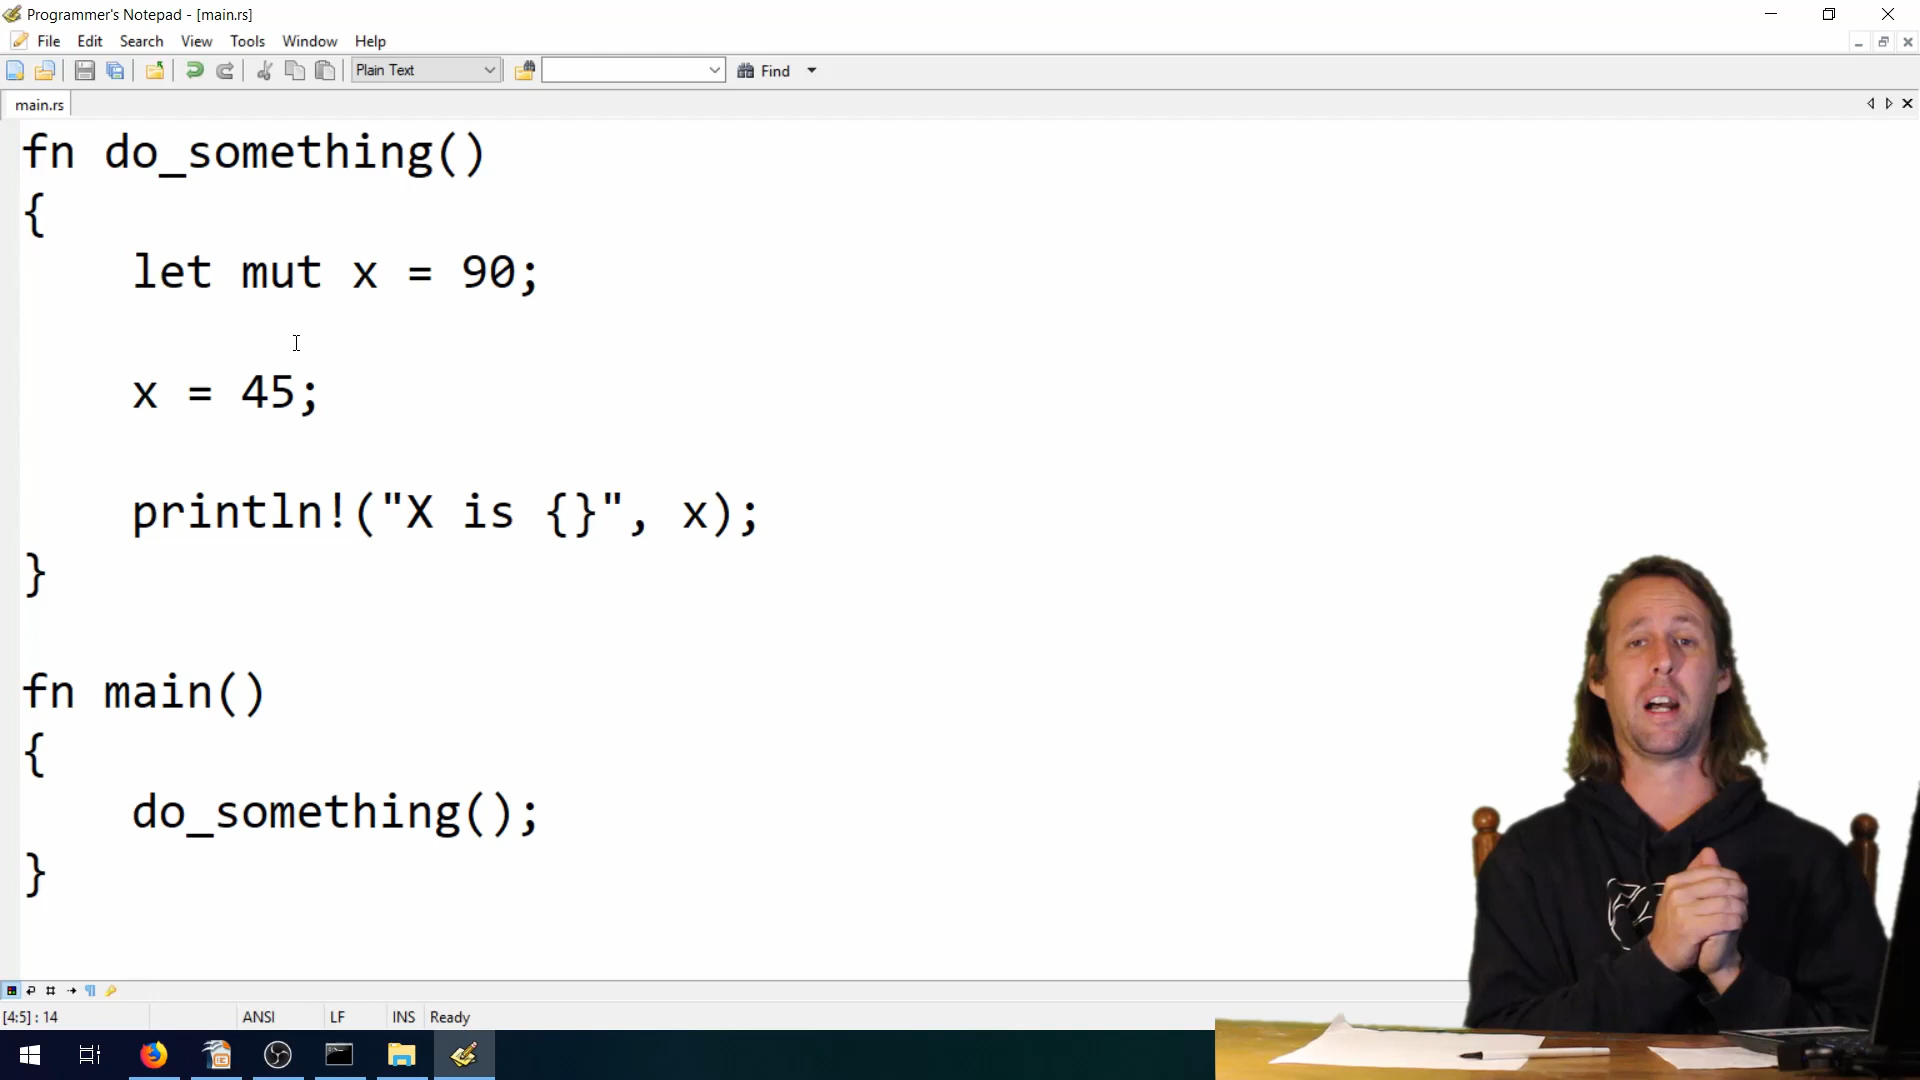 Programmer's Notepad - [main.rs]
File Edit Search View Tools Window Help
Plain Text Find
main.rs
fn do_something()
{
let mut x = 90;
x = 45;
println!("X is {}", x);
}
fn main()
{
do_something();
}
[4:5] : 14 ANSI LF INS Ready